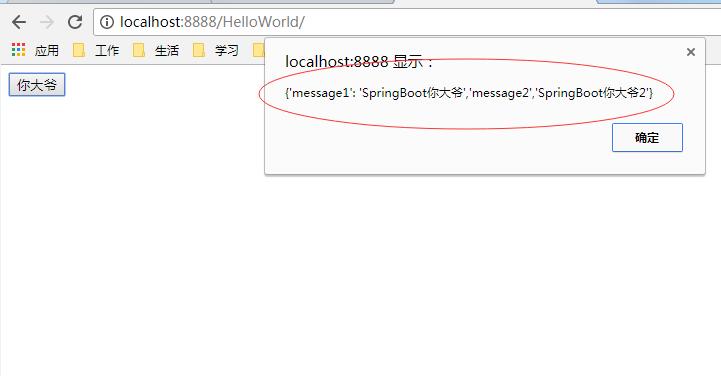 localhost:8888/HelloWorld/
应用 工作 生活 学习
你大爷
localhost:8888 显示：
{'message1': 'SpringBoot你大爷','message2','SpringBoot你大爷2'}
确定